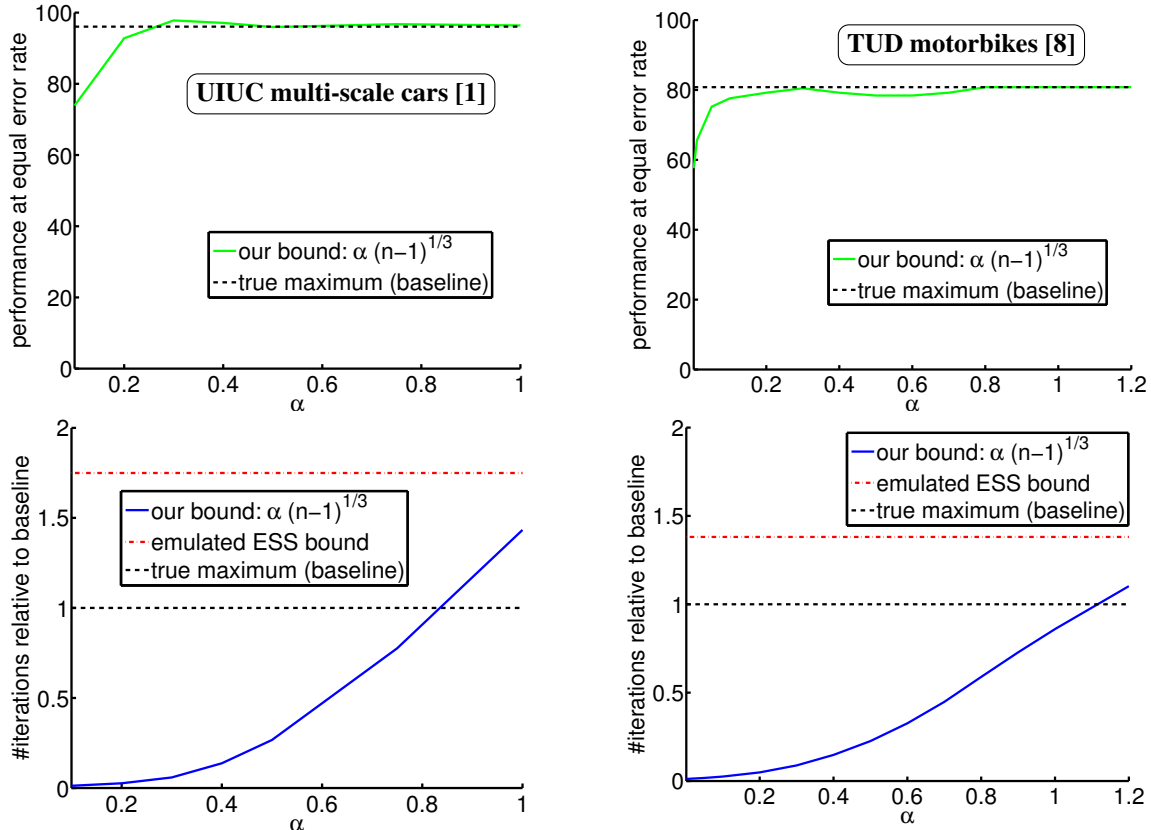 performance at equal error rate
100
80
60
40
20
0
UIUC multi-scale cars [1]
our bound: α (n−1)^1/3
true maximum (baseline)
0.2 0.4 0.6 0.8 1
α
performance at equal error rate
100
80
60
40
20
0
TUD motorbikes [8]
our bound: α (n−1)^1/3
true maximum (baseline)
0.2 0.4 0.6 0.8 1 1.2
α
#iterations relative to baseline
2
1.5
1
0.5
0
our bound: α (n−1)^1/3
emulated ESS bound
true maximum (baseline)
0.2 0.4 0.6 0.8 1
α
#iterations relative to baseline
2
1.5
1
0.5
0
our bound: α (n−1)^1/3
emulated ESS bound
true maximum (baseline)
0.2 0.4 0.6 0.8 1 1.2
α